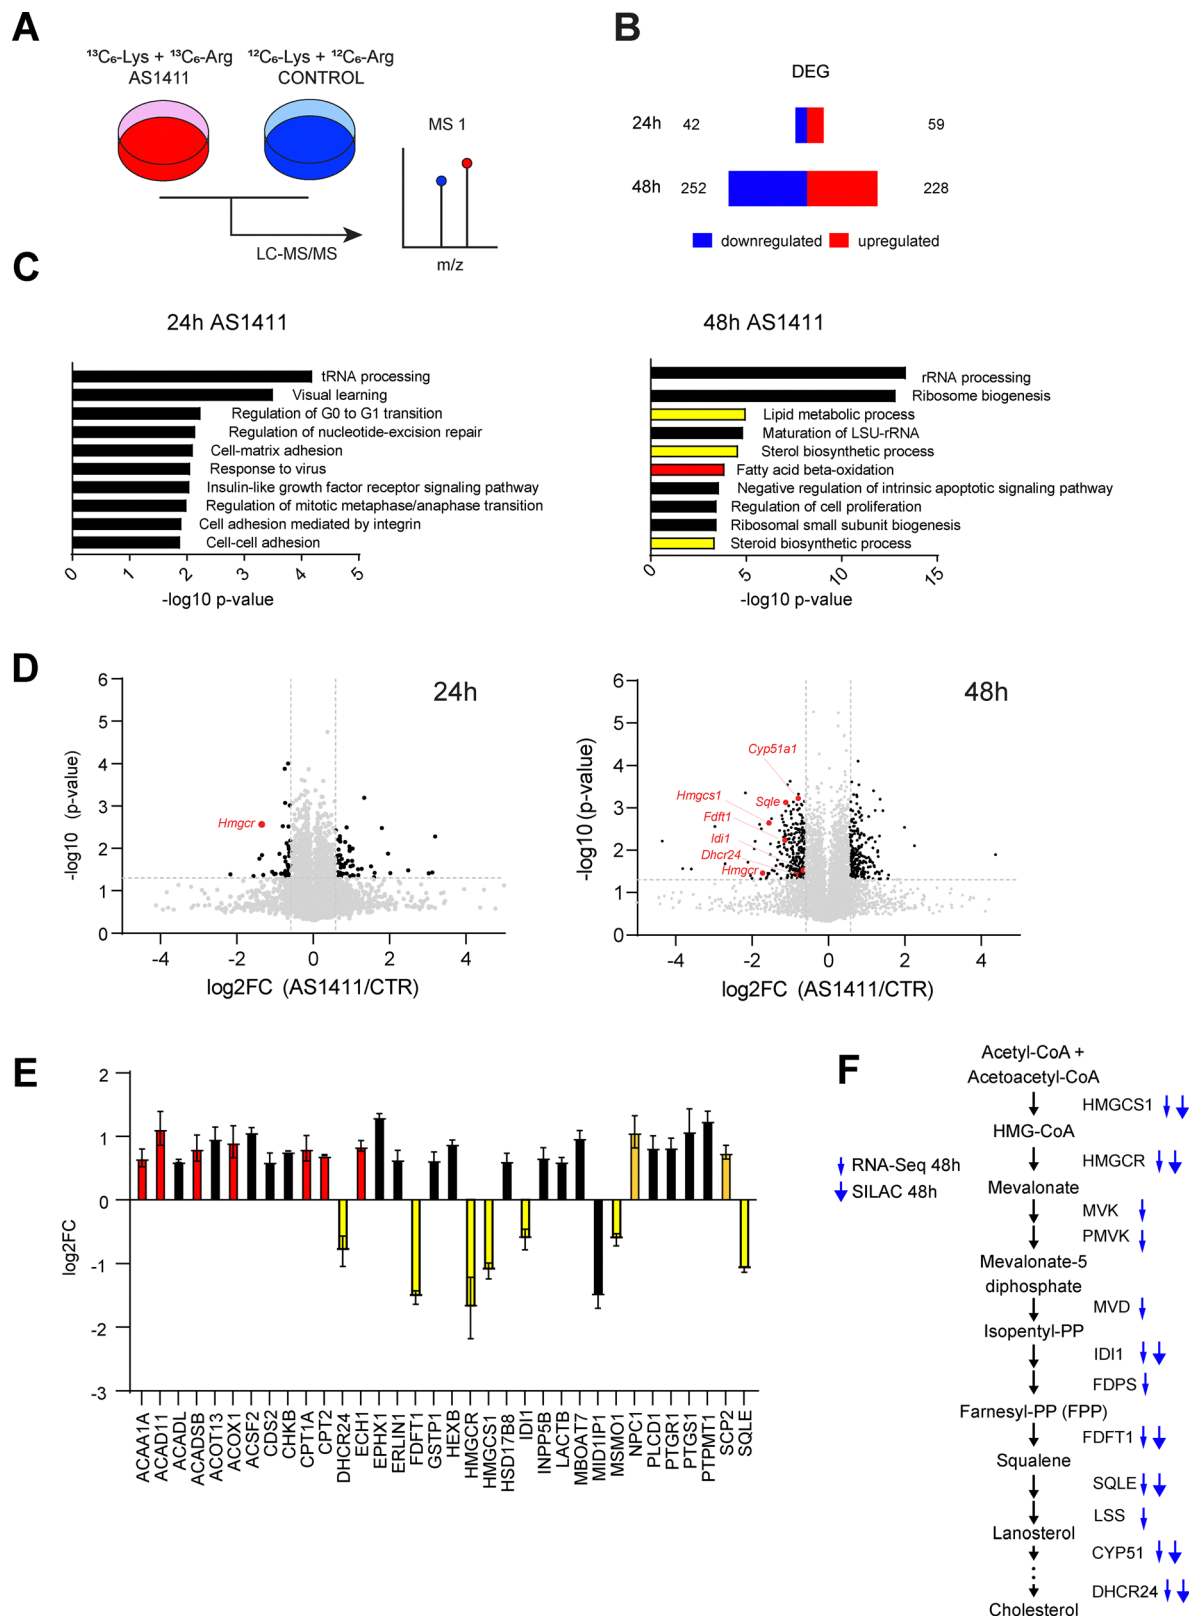 A
¹³C₆-Lys + ¹³C₆-Arg
AS1411
¹²C₆-Lys + ¹²C₆-Arg
CONTROL
MS 1
LC-MS/MS
m/z
B
DEG
24h 42 59
48h 252 228
downregulated upregulated
C
24h AS1411
tRNA processing
Visual learning
Regulation of G0 to G1 transition
Regulation of nucleotide-excision repair
Cell-matrix adhesion
Response to virus
Insulin-like growth factor receptor signaling pathway
Regulation of mitotic metaphase/anaphase transition
Cell adhesion mediated by integrin
Cell-cell adhesion
0 1 2 3 4 5
-log10 p-value
48h AS1411
rRNA processing
Ribosome biogenesis
Lipid metabolic process
Maturation of LSU-rRNA
Sterol biosynthetic process
Fatty acid beta-oxidation
Negative regulation of intrinsic apoptotic signaling pathway
Regulation of cell proliferation
Ribosomal small subunit biogenesis
Steroid biosynthetic process
0 5 10 15
-log10 p-value
D
24h
6
5
4
3
2
1
0
-log10 (p-value)
Hmgcr
-4 -2 0 2 4
log2FC (AS1411/CTR)
48h
6
5
4
3
2
1
0
-log10 (p-value)
Cyp51a1
Hmgcs1
Sqle
Fdft1
Idi1
Dhcr24
Hmgcr
-4 -2 0 2 4
log2FC (AS1411/CTR)
E
2
1
0
-1
-2
-3
log2FC
ACAA1A
ACAD11
ACADL
ACADSB
ACOT13
ACOX1
ACSF2
CDS2
CHKB
CPT1A
CPT2
DHCR24
ECH1
EPHX1
ERLIN1
FDFT1
GSTP1
HEXB
HMGCR
HMGCS1
HSD17B8
IDI1
INPP5B
LACTB
MBOAT7
MID1IP1
MSMO1
NPC1
PLCD1
PTGR1
PTGS1
PTPMT1
SCP2
SQLE
F
RNA-Seq 48h
SILAC 48h
Acetyl-CoA +
Acetoacetyl-CoA
HMGCS1
HMG-CoA
HMGCR
Mevalonate
MVK
PMVK
Mevalonate-5
diphosphate
MVD
Isopentyl-PP
IDI1
FDPS
Farnesyl-PP (FPP)
FDFT1
Squalene
SQLE
LSS
Lanosterol
CYP51
DHCR24
Cholesterol